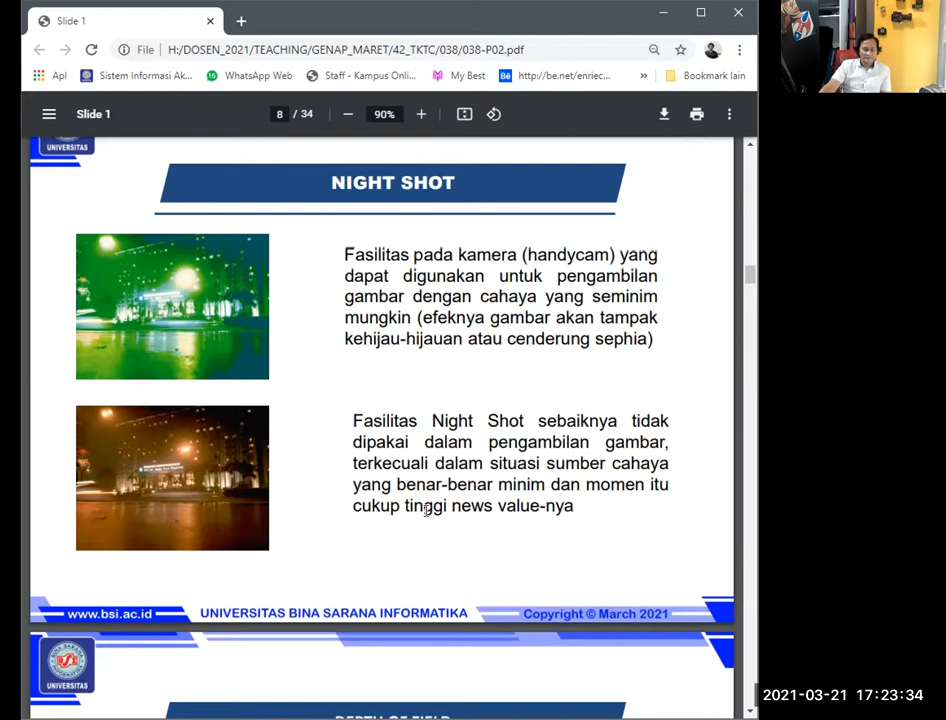 Slide 1
File
H:/DOSEN_2021/TEACHING/GENAP_MARET/42_TKTC/038/038-P02.pdf
Apl
Sistem Informasi Ak...
WhatsApp Web
Staff - Kampus Onli...
My Best
http://be.net/enriec...
»
Bookmark lain
Slide 1
8 / 34
90%
UNIVERSITAS
NIGHT SHOT
Fasilitas pada kamera (handycam) yang
dapat digunakan untuk pengambilan
gambar dengan cahaya yang seminim
mungkin (efeknya gambar akan tampak
kehijau-hijauan atau cenderung sephia)
Fasilitas Night Shot sebaiknya tidak
dipakai dalam pengambilan gambar,
terkecuali dalam situasi sumber cahaya
yang benar-benar minim dan momen itu
cukup tinggi news value-nya
www.bsi.ac.id
UNIVERSITAS BINA SARANA INFORMATIKA
Copyright © March 2021
BSI
UNIVERSITAS
DEPTH OF FIELD
2021-03-21 17:23:34